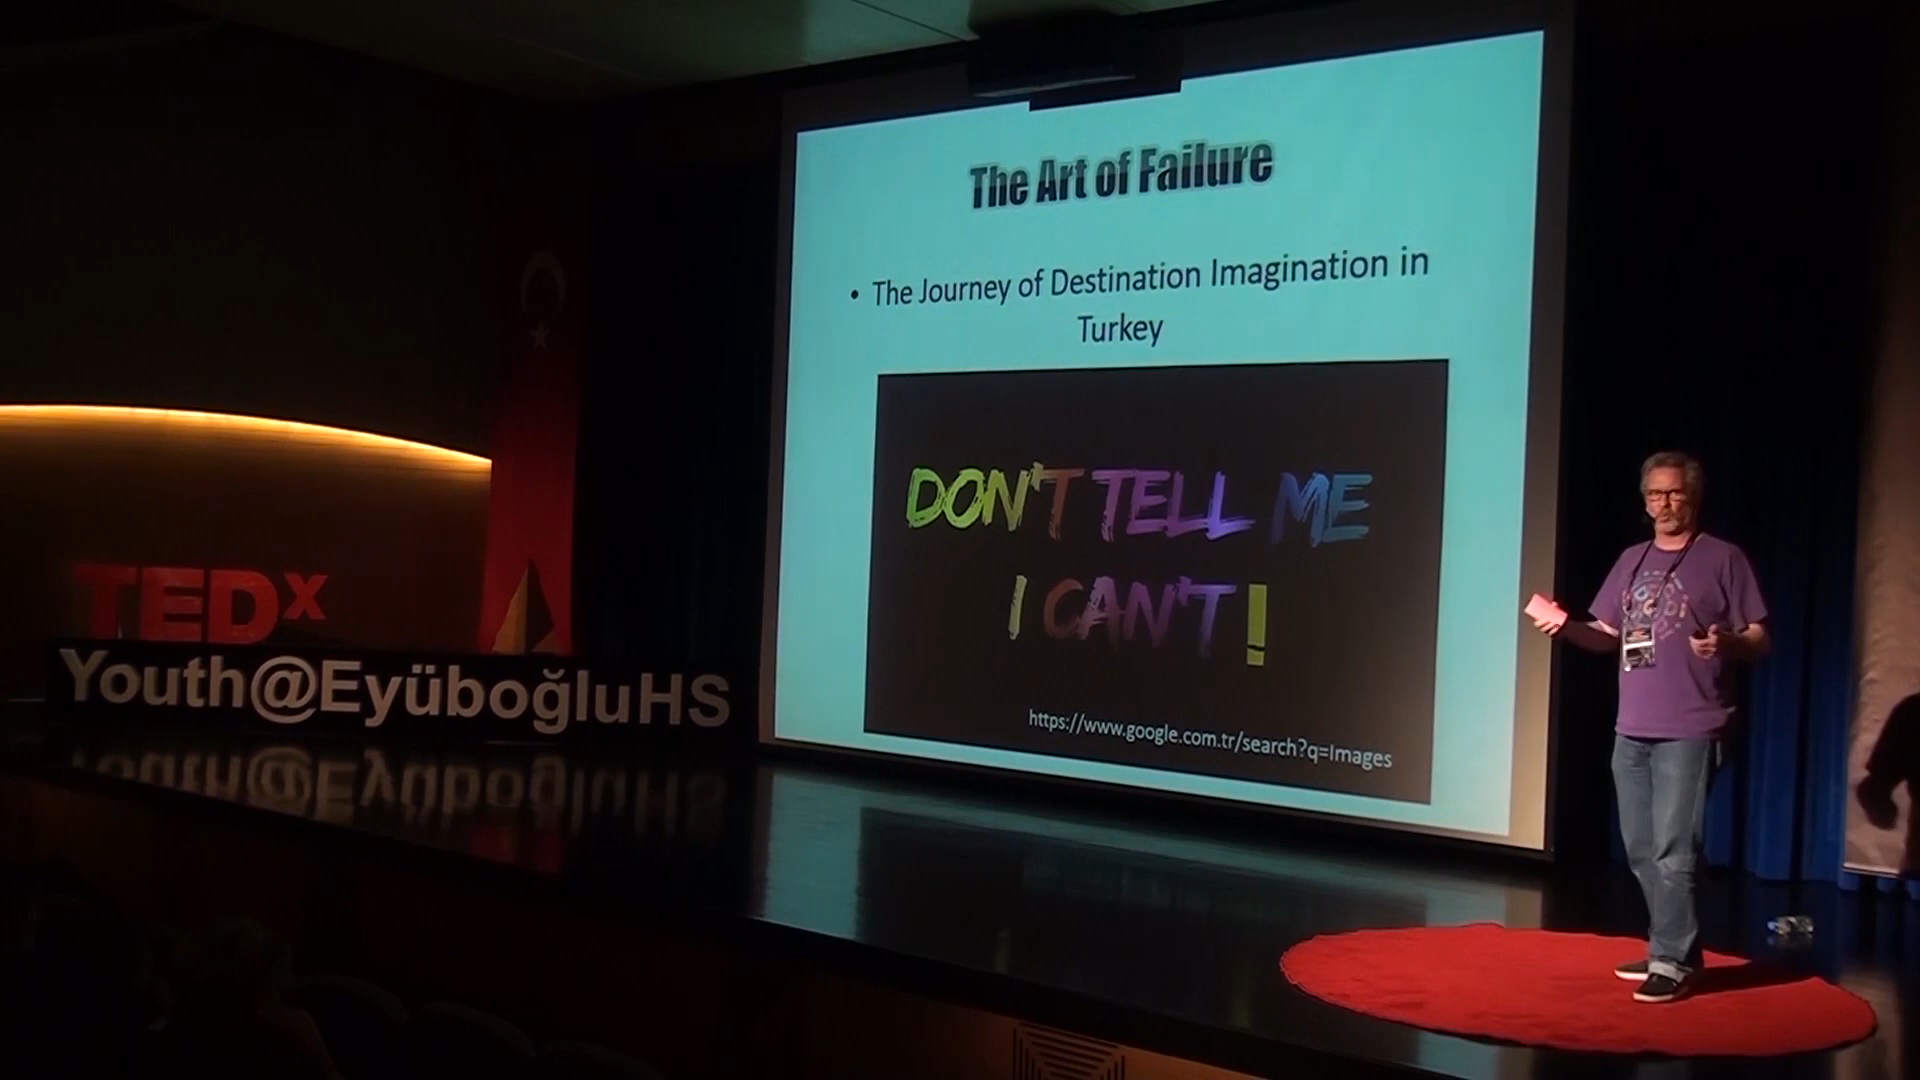 The Art of Failure
• The Journey of Destination Imagination in
Turkey
DON'T TELL ME
I CAN'T!
https://www.google.com.tr/search?q=İmages
TEDx
Youth@EyüboğluHS